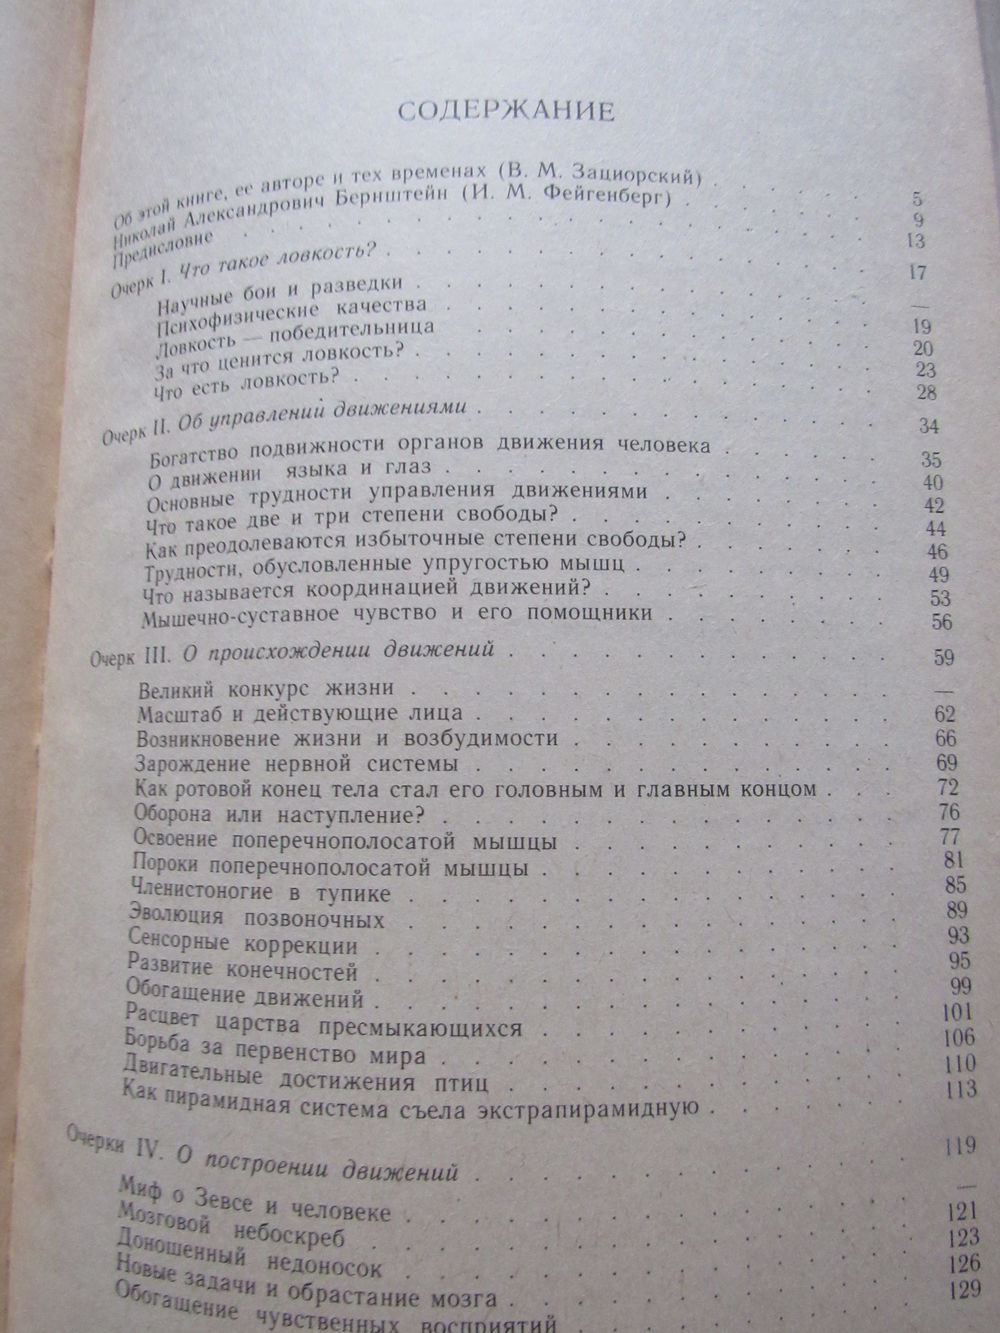 СОДЕРЖАНИЕ
Об этой книге, ее авторе и тех временах (В. М. Зациорский) . 5
Николай Александрович Бернштейн (И. М. Фейгенберг) . . . 9
Предисловие . . . 13
Очерк I. Что такое ловкость? . . . 17
Научные бои и разведки . . . —
Психофизические качества . . . 19
Ловкость — победительница . . . 20
За что ценится ловкость? . . . 23
Что есть ловкость? . . . 28
Очерк II. Об управлений движениями . . . 34
Богатство подвижности органов движения человека . . . 35
О движении языка и глаз . . . 40
Основные трудности управления движениями . . . 42
Что такое две и три степени свободы? . . . 44
Как преодолеваются избыточные степени свободы? . . . 46
Трудности, обусловленные упругостью мышц . . . 49
Что называется координацией движений? . . . 53
Мышечно-суставное чувство и его помощники . . . 56
Очерк III. О происхождении движений . . . 59
Великий конкурс жизни . . . —
Масштаб и действующие лица . . . 62
Возникновение жизни и возбудимости . . . 66
Зарождение нервной системы . . . 69
Как ротовой конец тела стал его головным и главным концом . . . 72
Оборона или наступление? . . . 76
Освоение поперечнополосатой мышцы . . . 77
Пороки поперечнополосатой мышцы . . . 81
Членистоногие в тупике . . . 85
Эволюция позвоночных . . . 89
Сенсорные коррекции . . . 93
Развитие конечностей . . . 95
Обогащение движений . . . 99
Расцвет царства пресмыкающихся . . . 101
Борьба за первенство мира . . . 106
Двигательные достижения птиц . . . 110
Как пирамидная система съела экстрапирамидную . . . 113
Очерки IV. О построении движений . . . 119
Миф о Зевсе и человеке . . . —
Мозговой небоскреб . . . 121
Доношенный недоносок . . . 123
Новые задачи и обрастание мозга . . . 126
Обогащение чувственных восприятий . . . 129